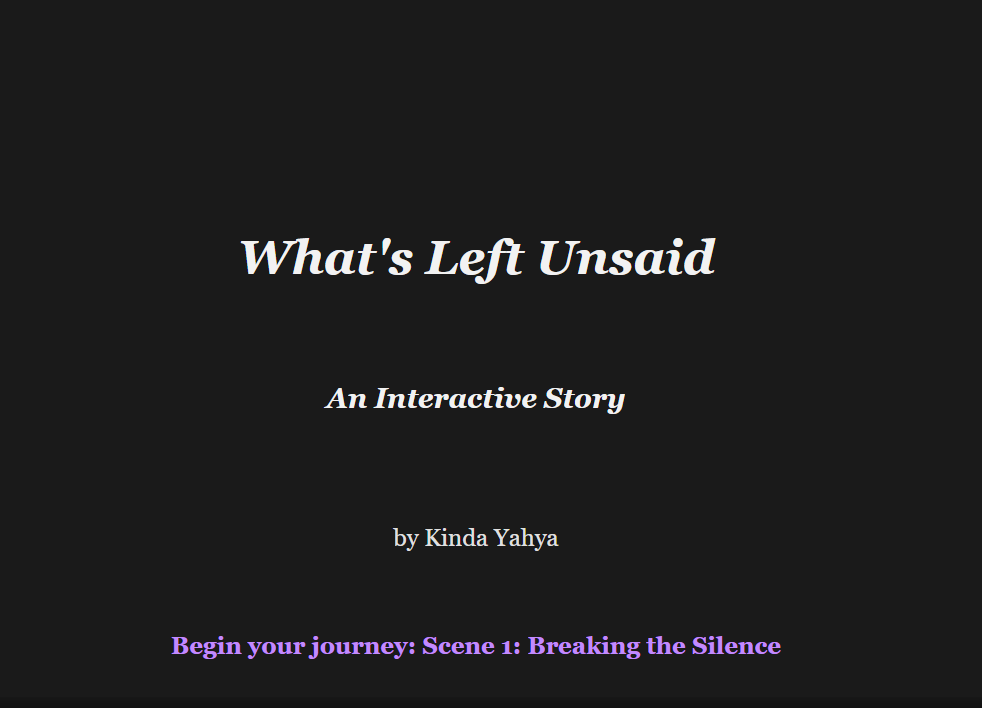 What's Left Unsaid
An Interactive Story
by Kinda Yahya
Begin your journey: Scene 1: Breaking the Silence